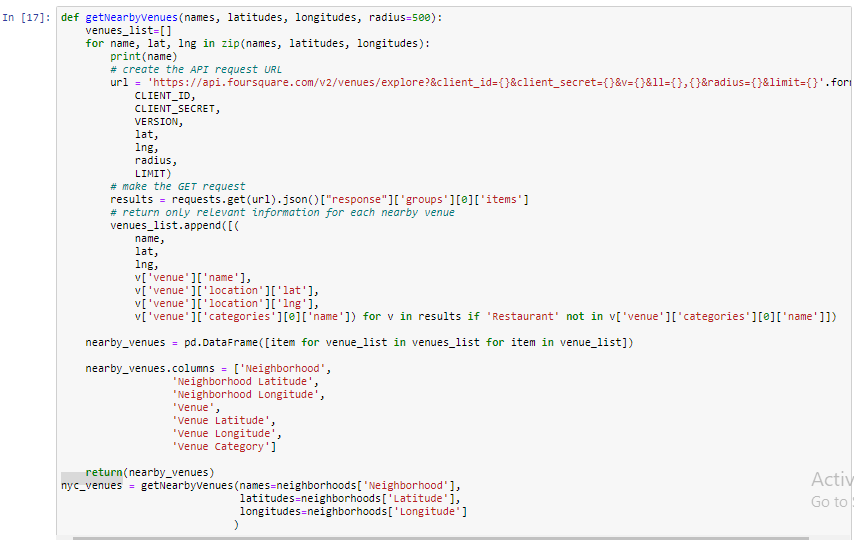 In [17]: def getNearbyVenues(names, latitudes, longitudes, radius=500):
    venues_list=[]
    for name, lat, lng in zip(names, latitudes, longitudes):
        print(name)
        # create the API request URL
        url = 'https://api.foursquare.com/v2/venues/explore?&client_id={}&client_secret={}&v={}&ll={},{}&radius={}&limit={}'.for
            CLIENT_ID,
            CLIENT_SECRET,
            VERSION,
            lat,
            lng,
            radius,
            LIMIT)
        # make the GET request
        results = requests.get(url).json()["response"]['groups'][0]['items']
        # return only relevant information for each nearby venue
        venues_list.append([(
            name,
            lat,
            lng,
            v['venue']['name'],
            v['venue']['location']['lat'],
            v['venue']['location']['lng'],
            v['venue']['categories'][0]['name']) for v in results if 'Restaurant' not in v['venue']['categories'][0]['name']])
    nearby_venues = pd.DataFrame([item for venue_list in venues_list for item in venue_list])
    nearby_venues.columns = ['Neighborhood',
                  'Neighborhood Latitude',
                  'Neighborhood Longitude',
                  'Venue',
                  'Venue Latitude',
                  'Venue Longitude',
                  'Venue Category']
    return(nearby_venues)
nyc_venues = getNearbyVenues(names=neighborhoods['Neighborhood'],
                             latitudes=neighborhoods['Latitude'],
                             longitudes=neighborhoods['Longitude']
                            )
Activ
Go to